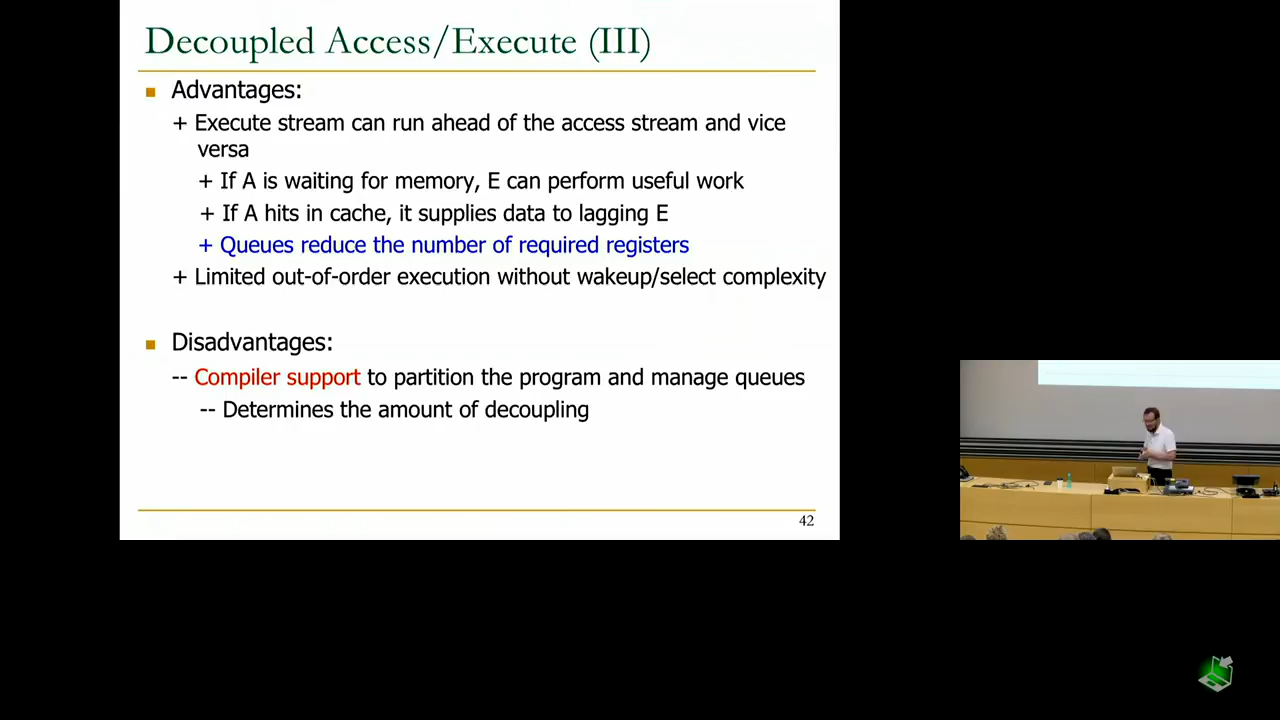 Decoupled Access/Execute (III)
Advantages:
+ Execute stream can run ahead of the access stream and vice
versa
+ If A is waiting for memory, E can perform useful work
+ If A hits in cache, it supplies data to lagging E
+ Queues reduce the number of required registers
+ Limited out-of-order execution without wakeup/select complexity
Disadvantages:
-- Compiler support to partition the program and manage queues
-- Determines the amount of decoupling
42